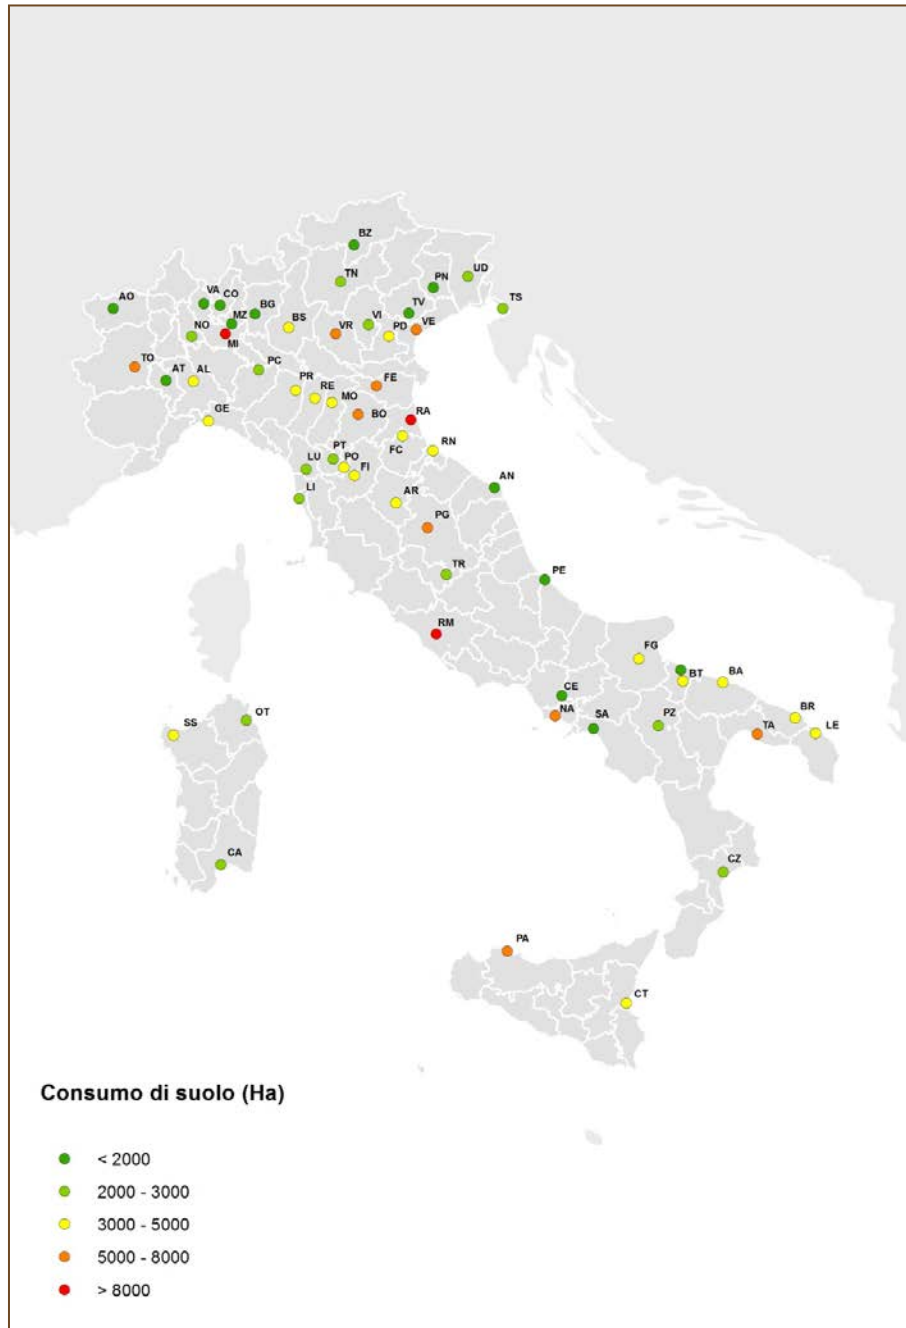 BZ
TN
UD
PN
AO
VA
CO
BG
TV
TS
MZ
NO
BS
VR
VI
PD
VE
MI
TO
AT
AL
PC
PR
RE
MO
FE
BO
RA
GE
FC
RN
LU
PT
PO
FI
LI
AR
AN
PG
TR
PE
RM
FG
BT
BA
CE
NA
SA
PZ
BR
TA
LE
OT
SS
CA
CZ
PA
CT
Consumo di suolo (Ha)
< 2000
2000 - 3000
3000 - 5000
5000 - 8000
> 8000